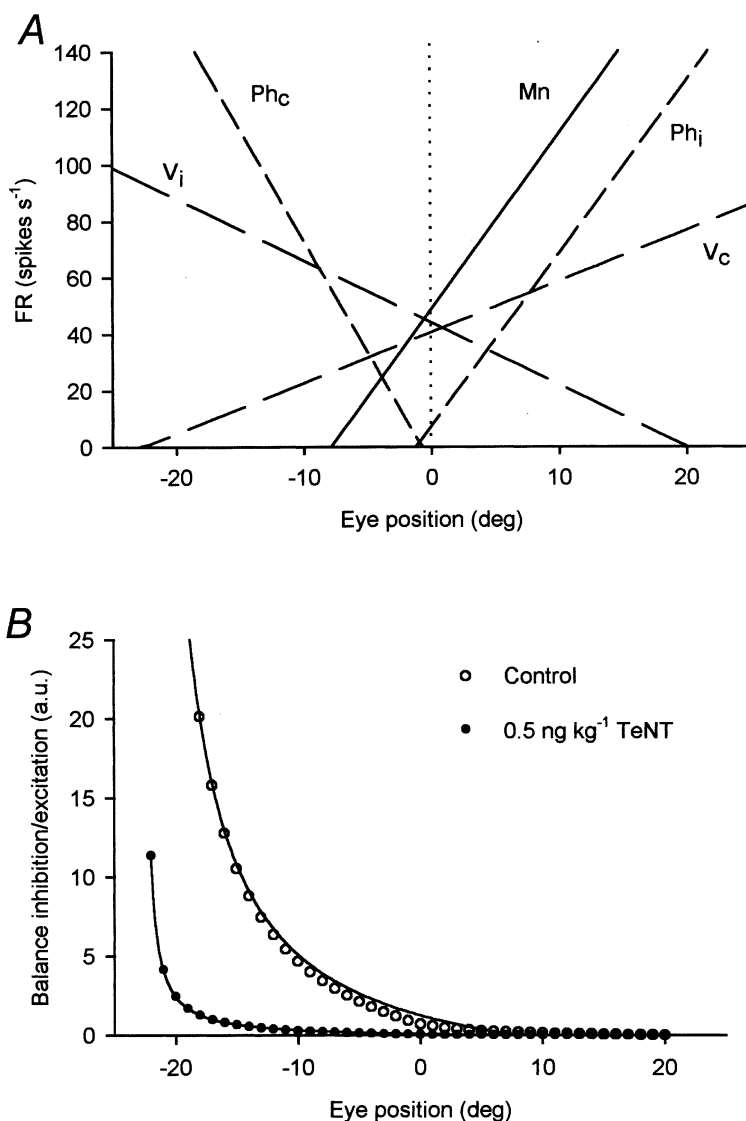 A
140
120
100
80
60
40
20
0
FR (spikes s-1)
Phc
Mn
Phi
Vi
Vc
-20 -10 0 10 20
Eye position (deg)
B
25
20
15
10
5
0
Balance inhibition/excitation (a.u.)
Control
0.5 ng kg-1 TeNT
-20 -10 0 10 20
Eye position (deg)